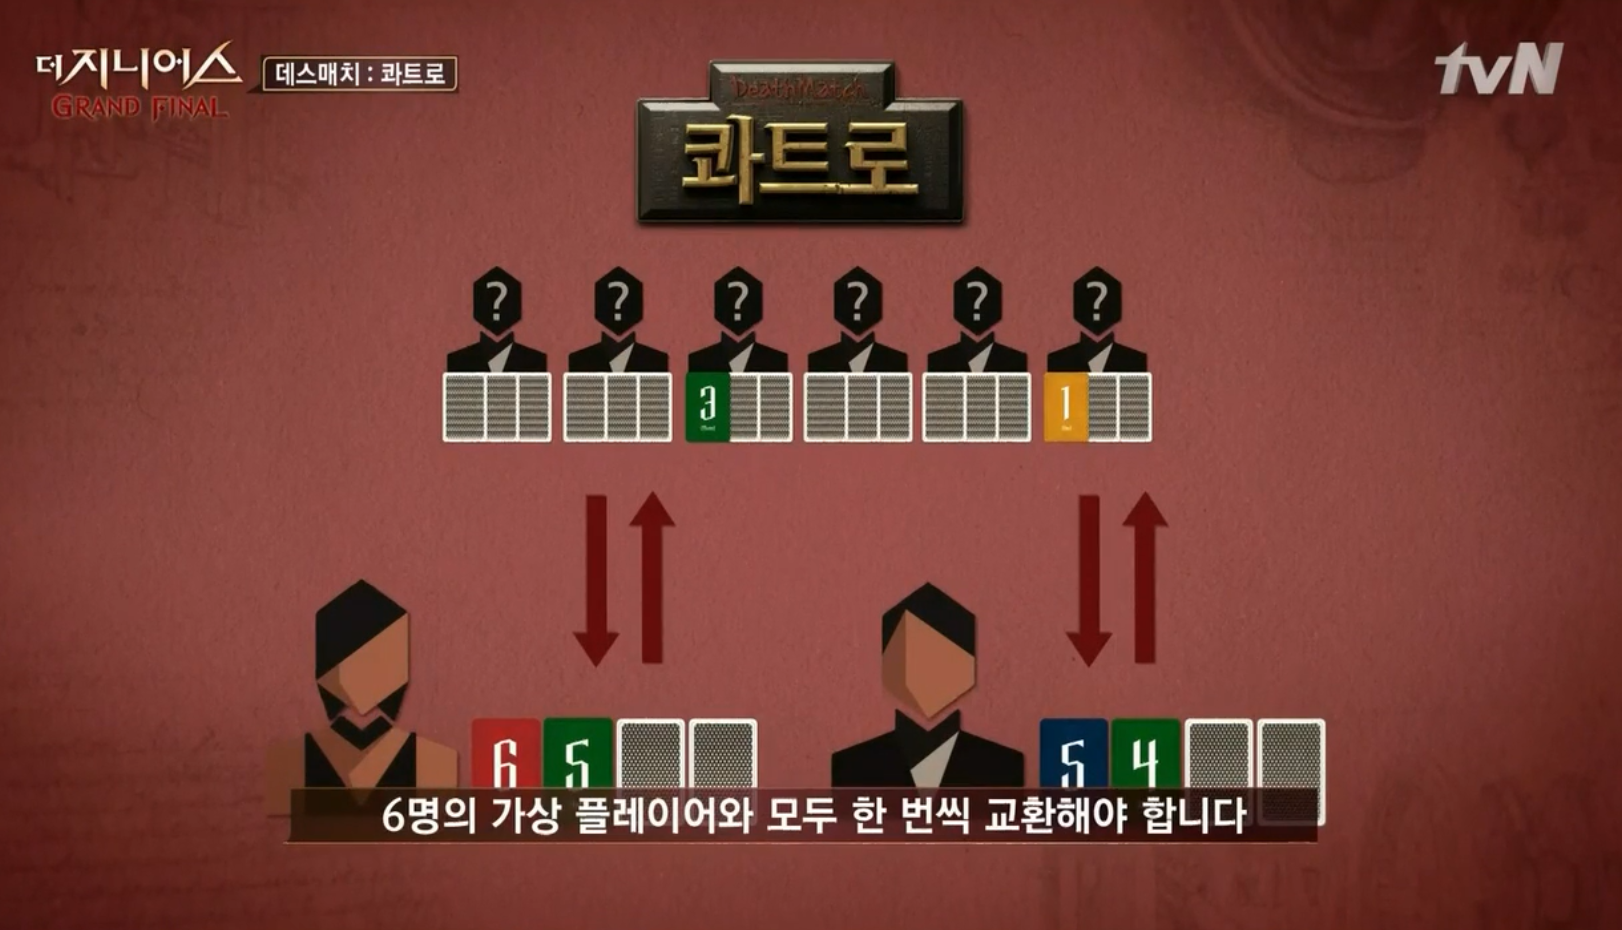 더 지니어스
GRAND FINAL
데스매치 : 콰트로
tvN
DeathMatch
콰트로
? ? ? ? ? ?
3 1
6 5 5 4
6명의 가상 플레이어와 모두 한 번씩 교환해야 합니다